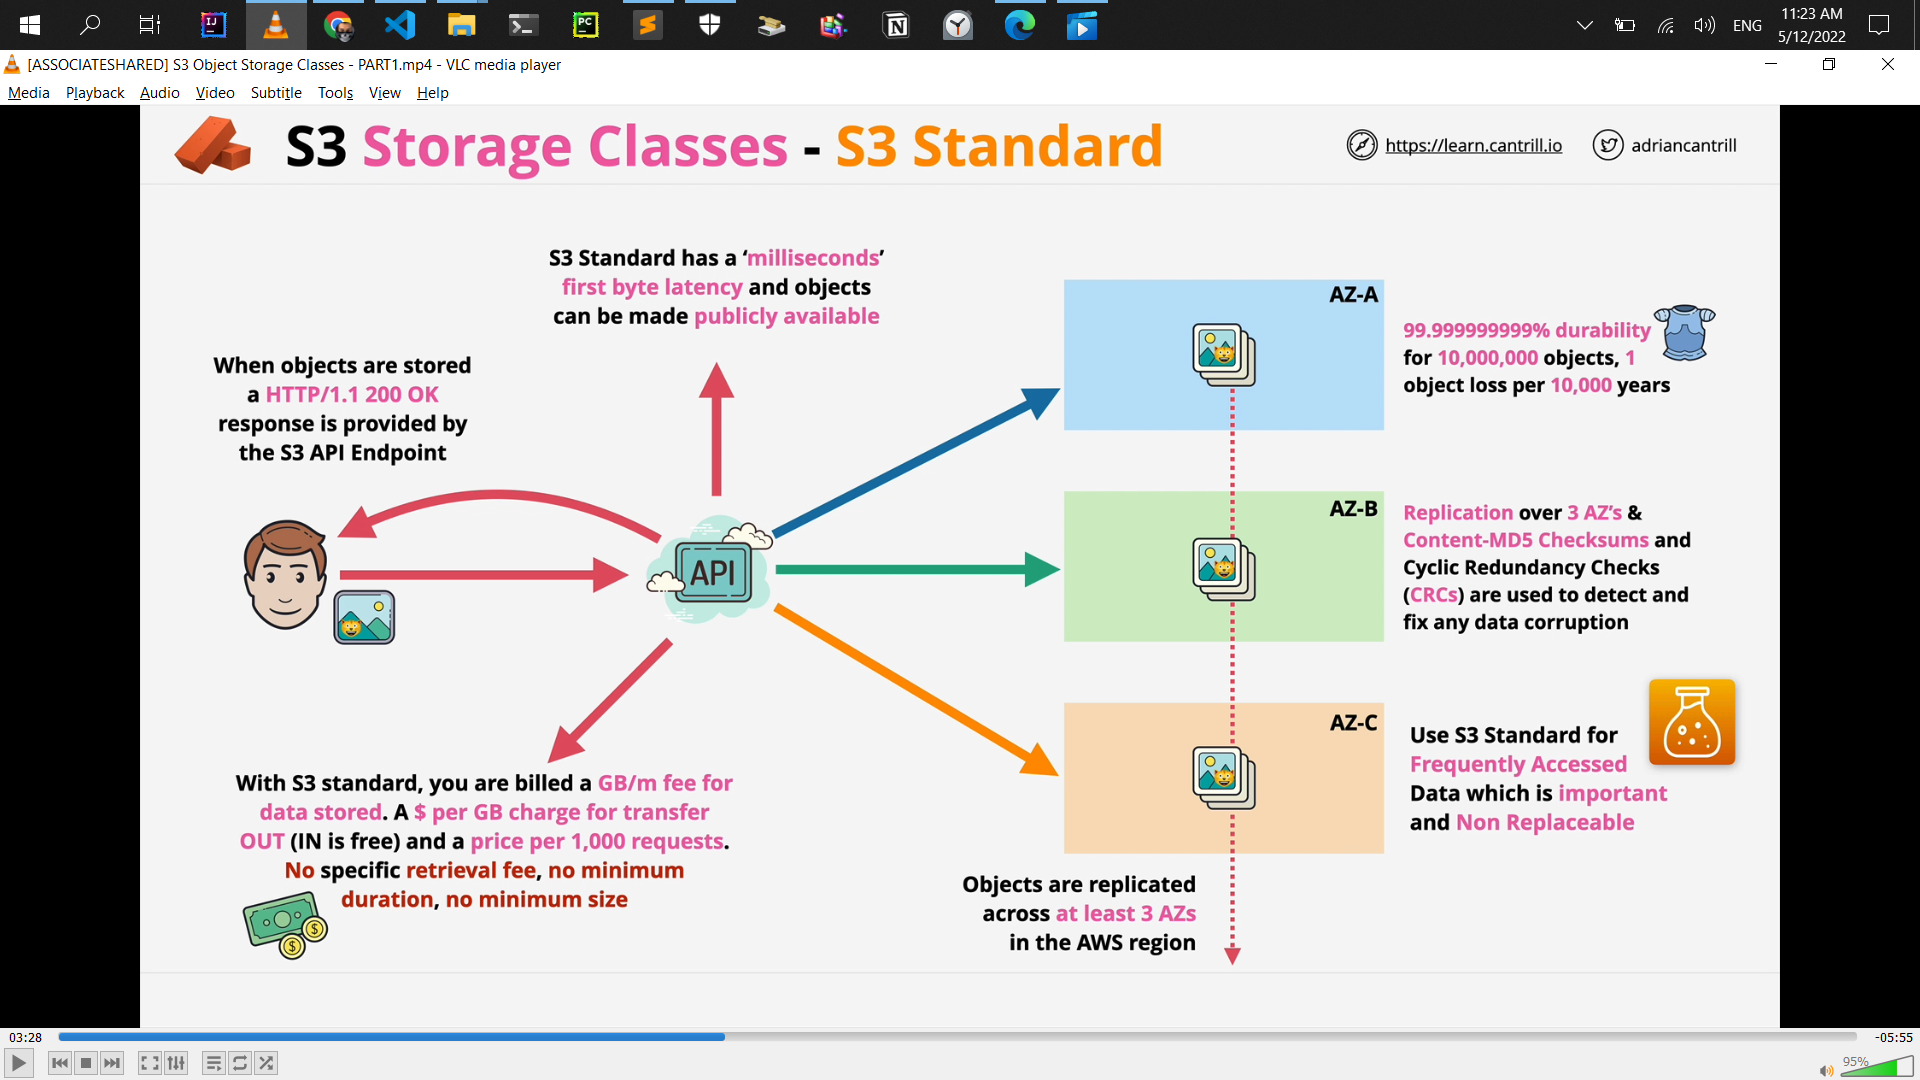 11:23 AM
ENG
5/12/2022
IJ
PC
[ASSOCIATESHARED] S3 Object Storage Classes - PART1.mp4 - VLC media player
Media Playback Audio Video Subtitle Tools View Help
S3 Storage Classes - S3 Standard
https://learn.cantrill.io
adriancantrill
S3 Standard has a ‘milliseconds’
first byte latency and objects
can be made publicly available
When objects are stored
a HTTP/1.1 200 OK
response is provided by
the S3 API Endpoint
API
AZ-A
99.999999999% durability
for 10,000,000 objects, 1
object loss per 10,000 years
AZ-B
Replication over 3 AZ’s &
Content-MD5 Checksums and
Cyclic Redundancy Checks
(CRCs) are used to detect and
fix any data corruption
AZ-C
Use S3 Standard for
Frequently Accessed
Data which is important
and Non Replaceable
With S3 standard, you are billed a GB/m fee for
data stored. A $ per GB charge for transfer
OUT (IN is free) and a price per 1,000 requests.
No specific retrieval fee, no minimum
duration, no minimum size
$
$
Objects are replicated
across at least 3 AZs
in the AWS region
03:28
-05:55
95%